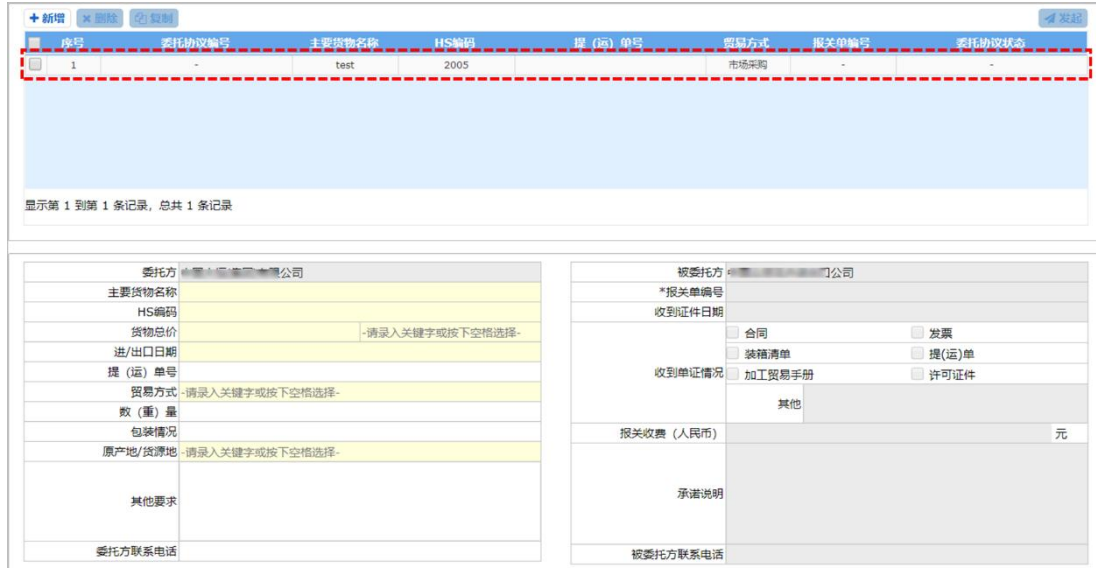 新增 删除 复制 发起
序号 委托协议编号 主要货物名称 HS编码 提（运）单号 贸易方式 报关单编号 委托协议状态
1 - test 2005 市场采购 - -
显示第 1 到第 1 条记录，总共 1 条记录
委托方 有限公司
主要货物名称
HS编码
货物总价 -请录入关键字或按下空格选择-
进/出口日期
提（运）单号
贸易方式 -请录入关键字或按下空格选择-
数（重）量
包装情况
原产地/货源地 -请录入关键字或按下空格选择-
其他要求
委托方联系电话
被委托方 公司
*报关单编号
收到证件日期
收到单证情况
合同 发票
装箱清单 提(运)单
加工贸易手册 许可证件
其他
报关收费（人民币） 元
承诺说明
被委托方联系电话